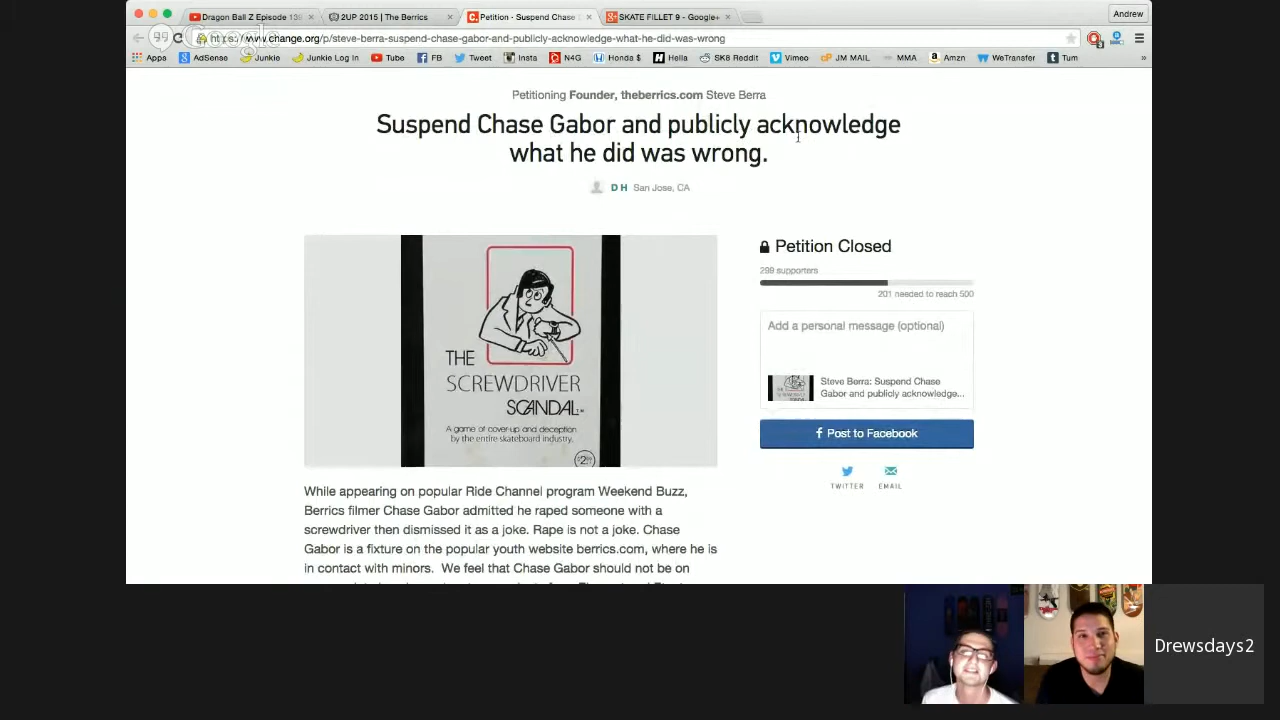 Dragon Ball Z Episode 138
2UP 2015 | The Berrics
Petition · Suspend Chase
SKATE FILLET 9 - Google+
Andrew
Google
https://www.change.org/p/steve-berra-suspend-chase-gabor-and-publicly-acknowledge-what-he-did-was-wrong
Apps AdSense Junkie Junkie Log In Tube FB Tweet Insta N4G Honda $ Hella SK8 Reddit Vimeo JM MAIL MMA Amzn WeTransfer Tum »
Petitioning Founder, theberrics.com Steve Berra
Suspend Chase Gabor and publicly acknowledge
what he did was wrong.
D H San Jose, CA
THE
SCREWDRIVER
SCANDAL™
A game of cover-up and deception
by the entire skateboard industry.
While appearing on popular Ride Channel program Weekend Buzz,
Berrics filmer Chase Gabor admitted he raped someone with a
screwdriver then dismissed it as a joke. Rape is not a joke. Chase
Gabor is a fixture on the popular youth website berrics.com, where he is
in contact with minors. We feel that Chase Gabor should not be on
Petition Closed
299 supporters
201 needed to reach 500
Add a personal message (optional)
Steve Berra: Suspend Chase
Gabor and publicly acknowledge...
Post to Facebook
TWITTER EMAIL
Drewsdays2